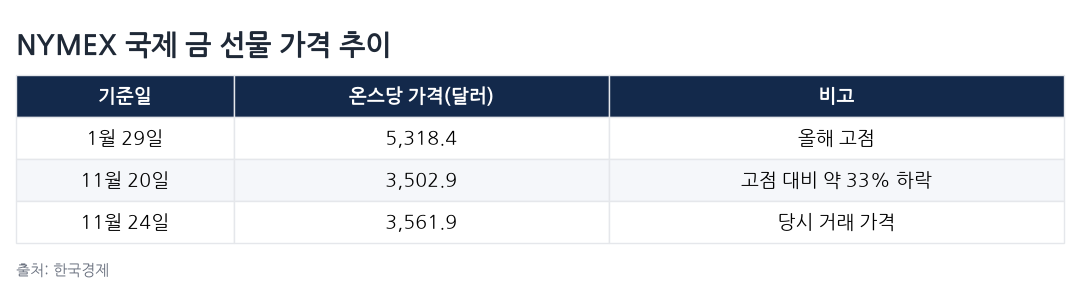 NYMEX 국제 금 선물 가격 추이
기준일 온스당 가격(달러) 비고
1월 29일 5,318.4 올해 고점
11월 20일 3,502.9 고점 대비 약 33% 하락
11월 24일 3,561.9 당시 거래 가격
출처: 한국경제